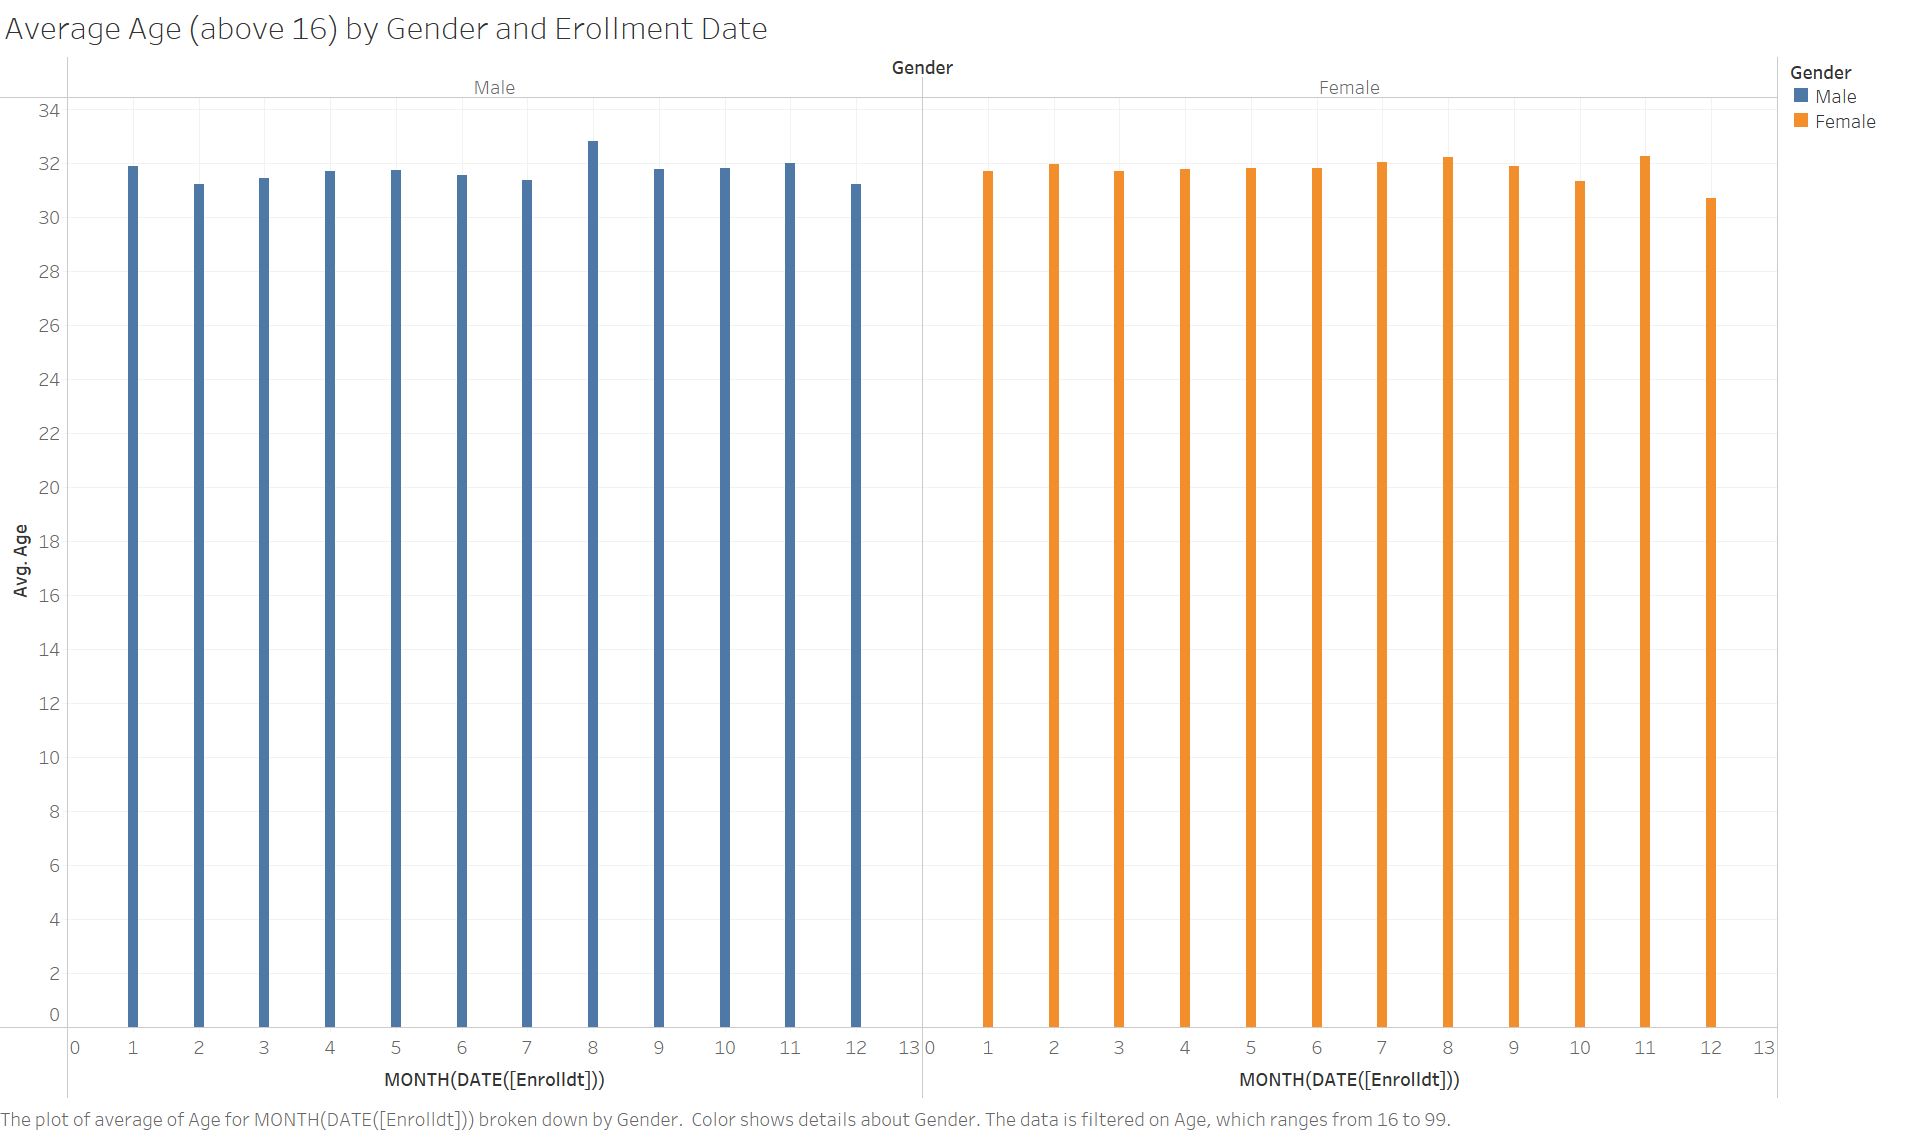 Average Age (above 16) by Gender and Erollment Date
Gender
Male Female
Gender
Male
Female
34
32
30
28
26
24
22
20
18
16
14
12
10
8
6
4
2
0
Avg. Age
0 1 2 3 4 5 6 7 8 9 10 11 12 13 0 1 2 3 4 5 6 7 8 9 10 11 12 13
MONTH(DATE([Enrolldt])) MONTH(DATE([Enrolldt]))
The plot of average of Age for MONTH(DATE([Enrolldt])) broken down by Gender.  Color shows details about Gender. The data is filtered on Age, which ranges from 16 to 99.